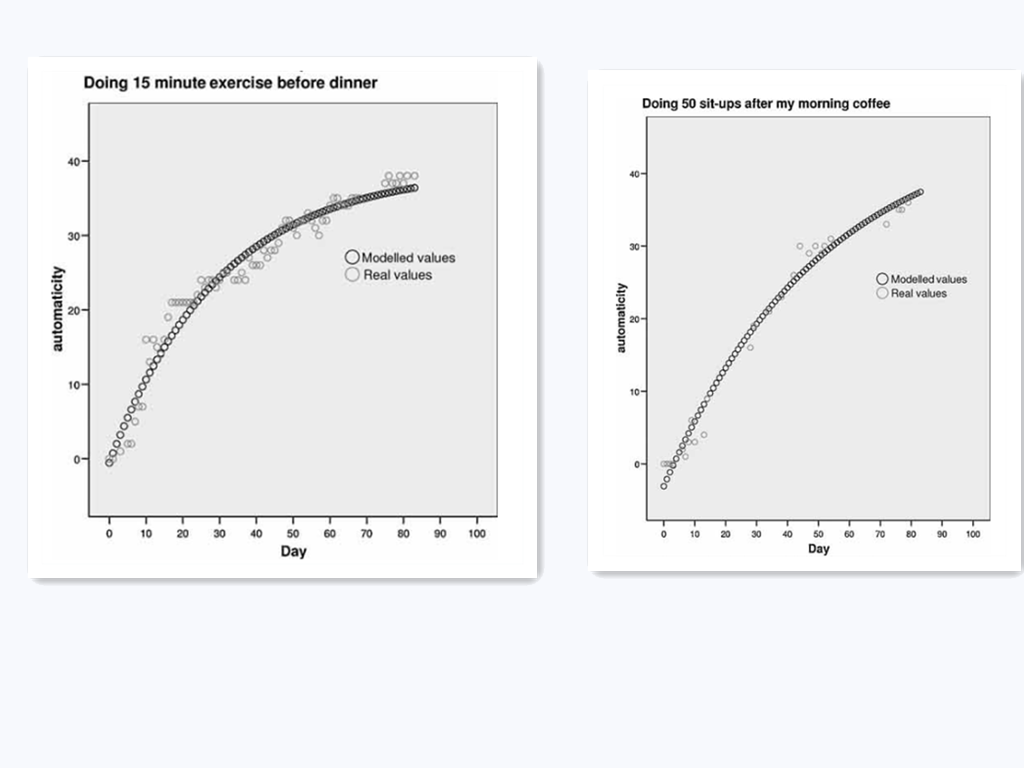 Doing 15 minute exercise before dinner
40
30
20
10
0
automaticity
Modelled values
Real values
0 10 20 30 40 50 60 70 80 90 100
Day
Doing 50 sit-ups after my morning coffee
40
30
20
10
0
automaticity
Modelled values
Real values
0 10 20 30 40 50 60 70 80 90 100
Day